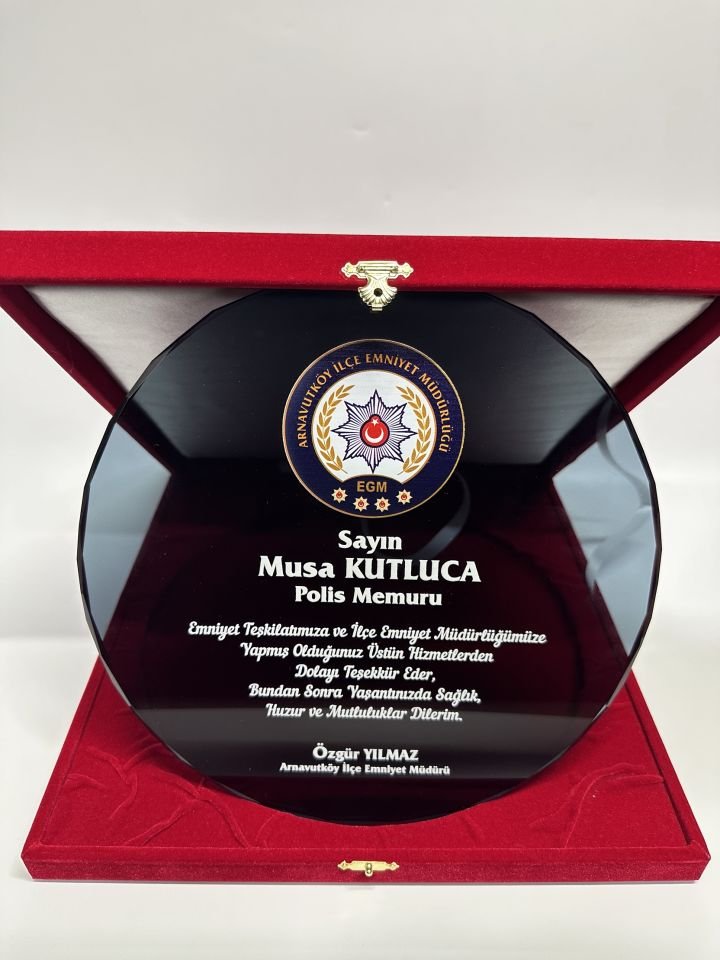 ARNAVUTKÖY İLÇE EMNİYET MÜDÜRLÜĞÜ
EGM
Sayın
Musa KUTLUCA
Polis Memuru
Emniyet Teşkilatımıza ve İlçe Emniyet Müdürlüğümüze
Yapmış Olduğunuz Üstün Hizmetlerden
Dolayı Teşekkür Eder,
Bundan Sonra Yaşantınızda Sağlık,
Huzur ve Mutluluklar Dilerim.
Özgür YILMAZ
Arnavutköy İlçe Emniyet Müdürü